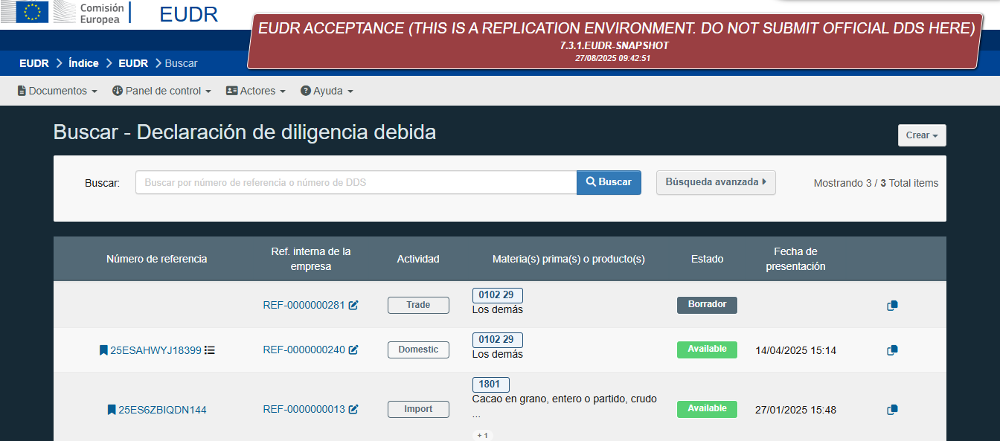 Comisión
Europea
EUDR
EUDR ACCEPTANCE (THIS IS A REPLICATION ENVIRONMENT. DO NOT SUBMIT OFFICIAL DDS HERE)
7.3.1.EUDR-SNAPSHOT
27/08/2025 09:42:51
EUDR > Índice > EUDR > Buscar
Documentos Panel de control Actores Ayuda
Buscar - Declaración de diligencia debida
Crear
Buscar: Buscar por número de referencia o número de DDS Buscar Búsqueda avanzada Mostrando 3 / 3 Total items
Número de referencia Ref. interna de la empresa Actividad Materia(s) prima(s) o producto(s) Estado Fecha de presentación
REF-0000000281 Trade 0102 29 Borrador
Los demás
25ESAHWYJ18399 REF-0000000240 Domestic 0102 29 Available 14/04/2025 15:14
Los demás
25ES6ZBIQDN144 REF-0000000013 Import 1801 Available 27/01/2025 15:48
Cacao en grano, entero o partido, crudo
...
+ 1